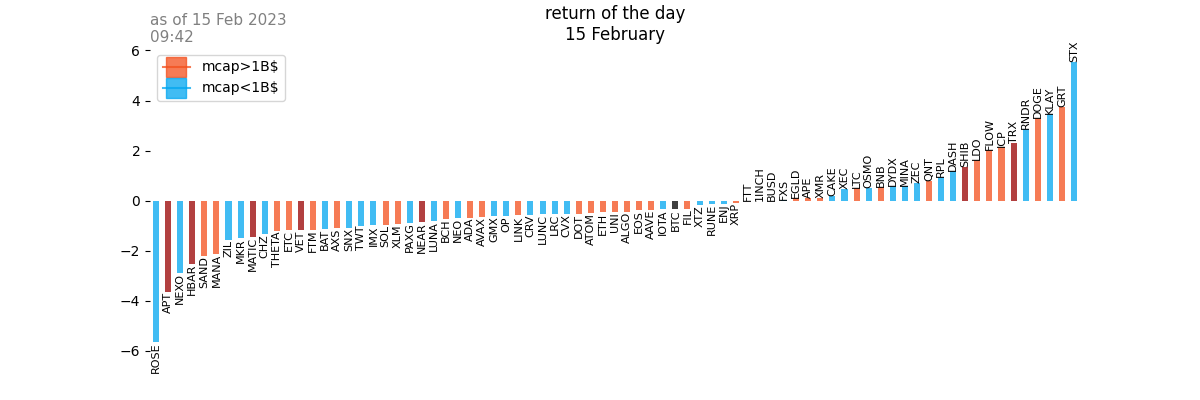 return of the day
15 February
as of 15 Feb 2023
09:42
mcap>1B$
mcap<1B$
6
4
2
0
−2
−4
−6
ROSE
APT
NEXO
HBAR
SAND
MANA
ZIL
MKR
MATIC
CHZ
THETA
ETC
VET
FTM
BAT
AXS
SNX
TWT
IMX
SOL
XLM
PAXG
NEAR
LUNA
BCH
NEO
ADA
AVAX
GMX
OP
LINK
CRV
LUNC
LRC
CVX
DOT
ATOM
ETH
UNI
ALGO
EOS
AAVE
IOTA
BTC
FIL
XTZ
RUNE
ENJ
XRP
FTT
1INCH
BUSD
FXS
EGLD
APE
XMR
CAKE
XEC
LTC
OSMO
BNB
DYDX
MINA
ZEC
QNT
RPL
DASH
SHIB
LDO
FLOW
ICP
TRX
RNDR
DOGE
KLAY
GRT
STX